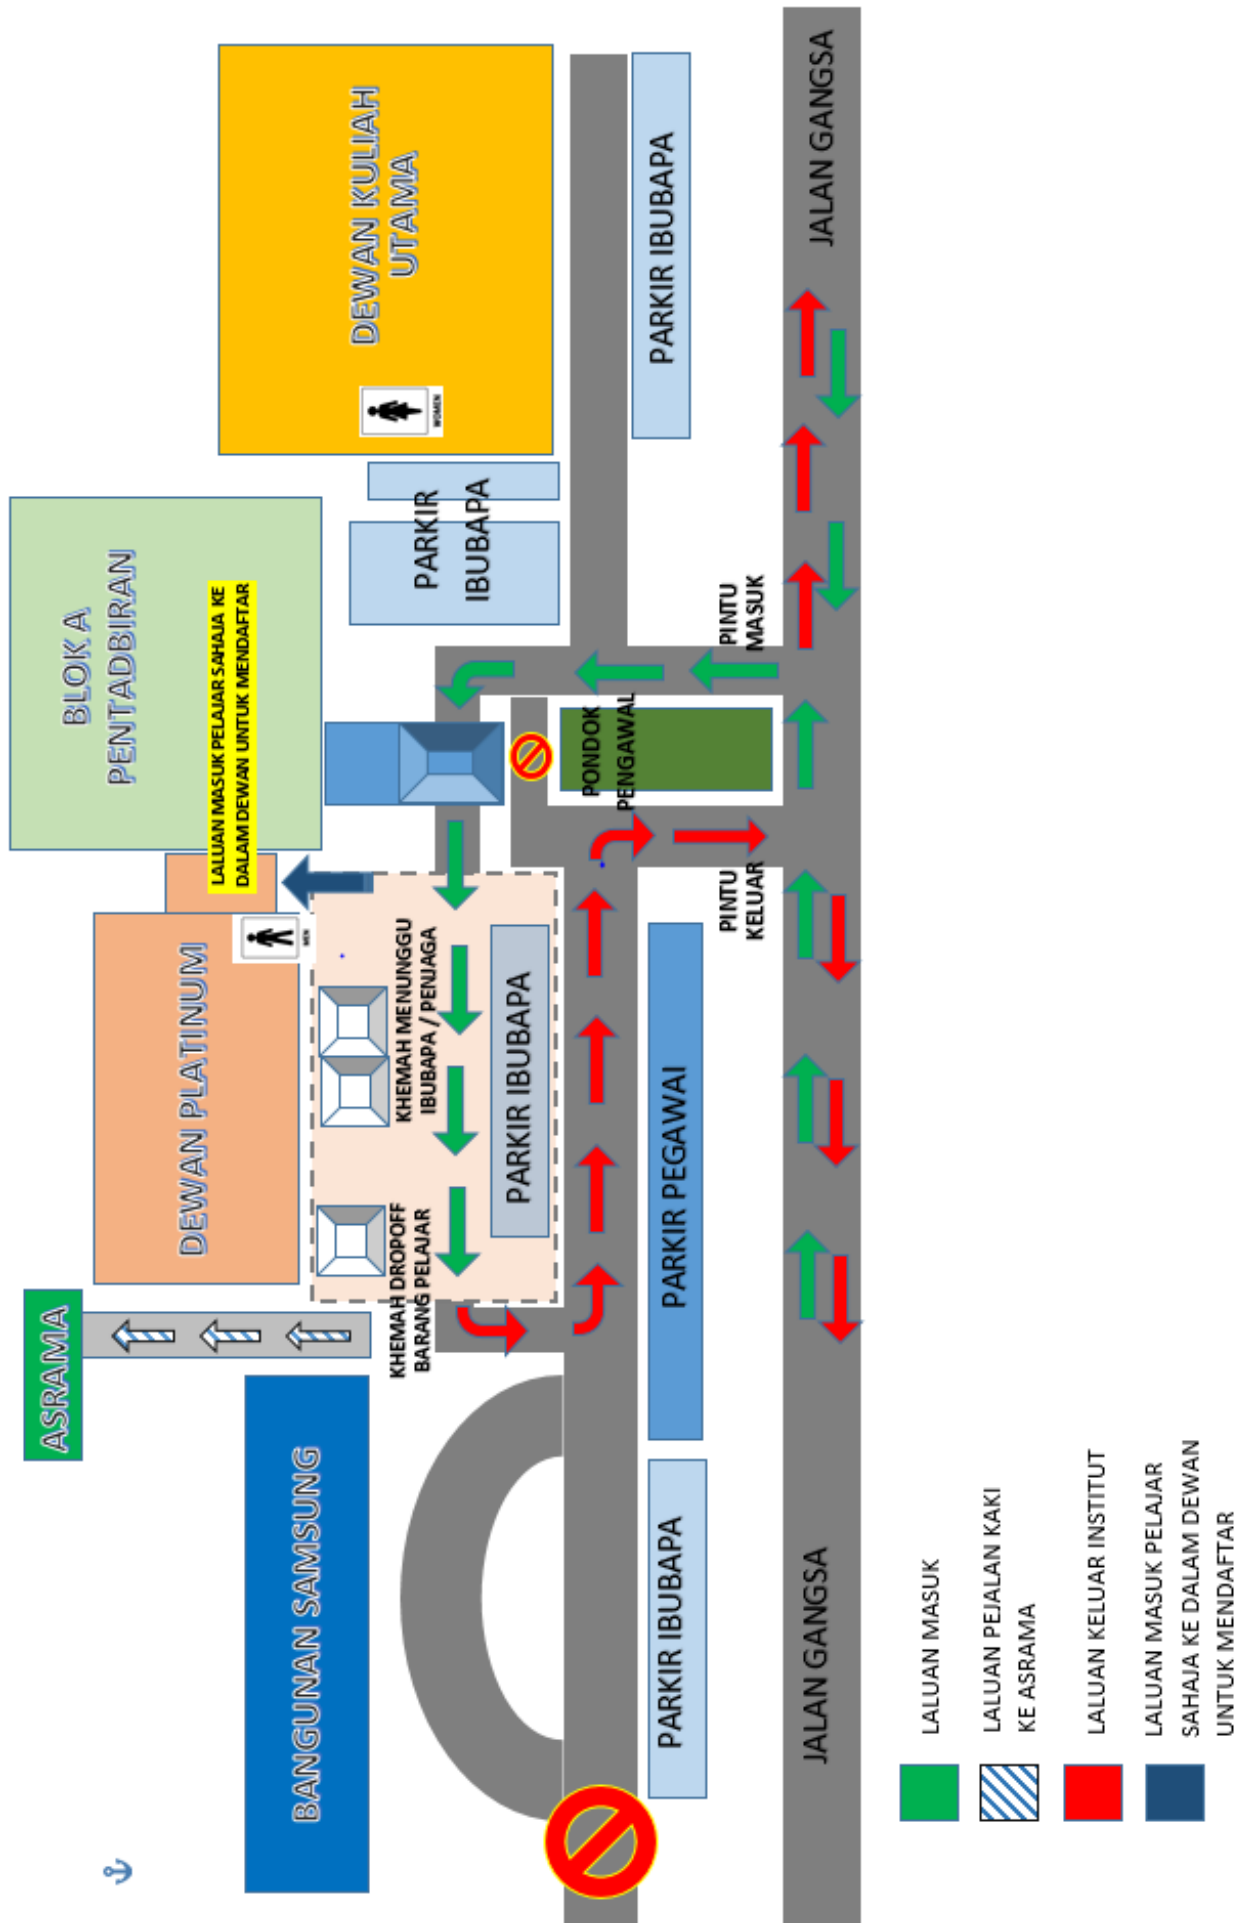 ASRAMA
BLOK A
PENTADBIRAN
DEWAN PLATINUM
LALUAN MASUK PELAJAR SAHAJA KE
DALAM DEWAN UNTUK MENDAFTAR
MEN
BANGUNAN SAMSUNG
DEWAN KULIAH
UTAMA
WOMEN
KHEMAH DROPOFF
BARANG PELAJAR
KHEMAH MENUNGGU
IBUBAPA / PENJAGA
PARKIR
IBUBAPA
PARKIR IBUBAPA
PONDOK
PENGAWAL
PARKIR IBUBAPA
PARKIR PEGAWAI
PARKIR IBUBAPA
PINTU
KELUAR
PINTU
MASUK
JALAN GANGSA
JALAN GANGSA
LALUAN MASUK
LALUAN PEJALAN KAKI
KE ASRAMA
LALUAN KELUAR INSTITUT
LALUAN MASUK PELAJAR
SAHAJA KE DALAM DEWAN
UNTUK MENDAFTAR